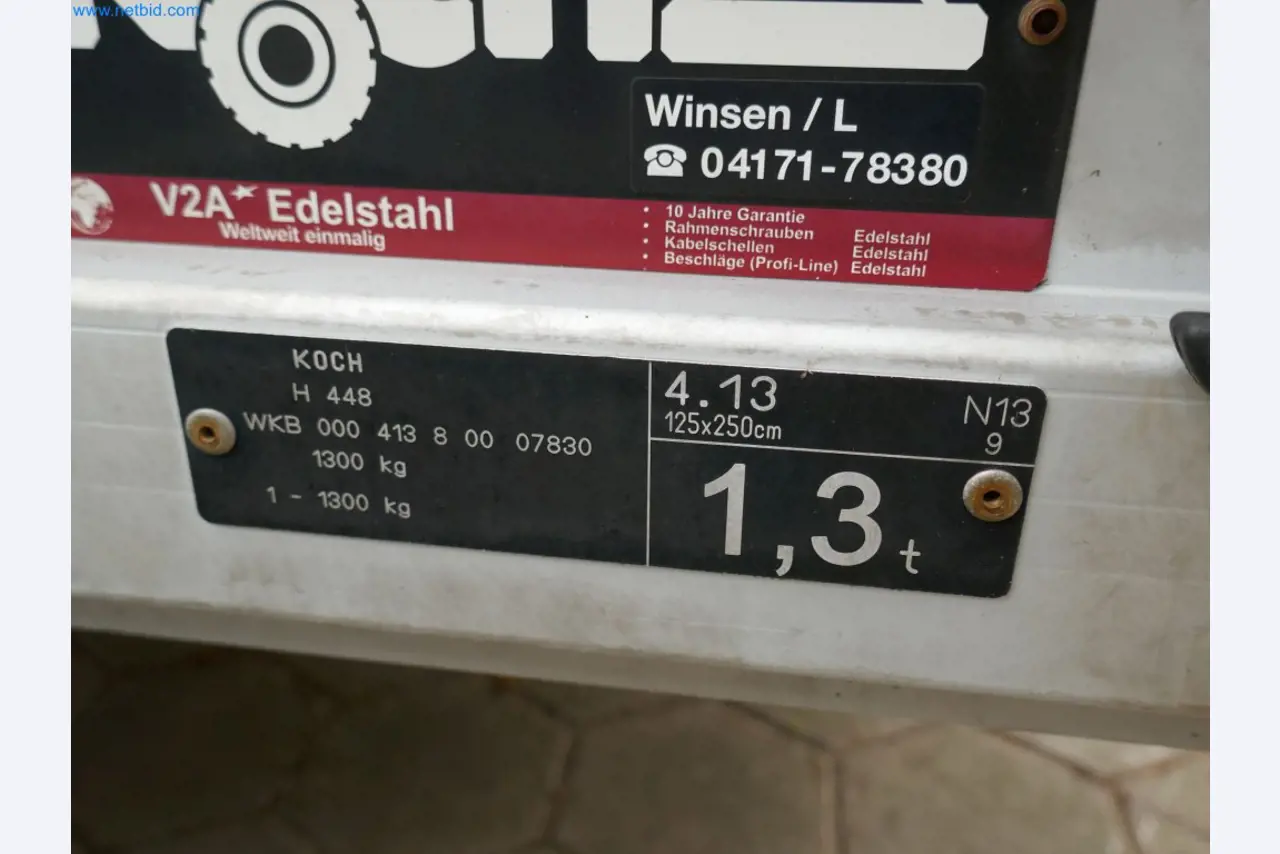 www.netbid.com
Winsen / L
☎ 04171-78380
V2A Edelstahl
Weltweit einmalig
• 10 Jahre Garantie
• Rahmenschrauben Edelstahl
• Kabelschellen Edelstahl
• Beschläge (Profi-Line) Edelstahl
KOCH
H 448
WKB 000 413 8 00 07830
1300 kg
1 - 1300 kg
4.13
125x250cm
N13
9
1,3 t